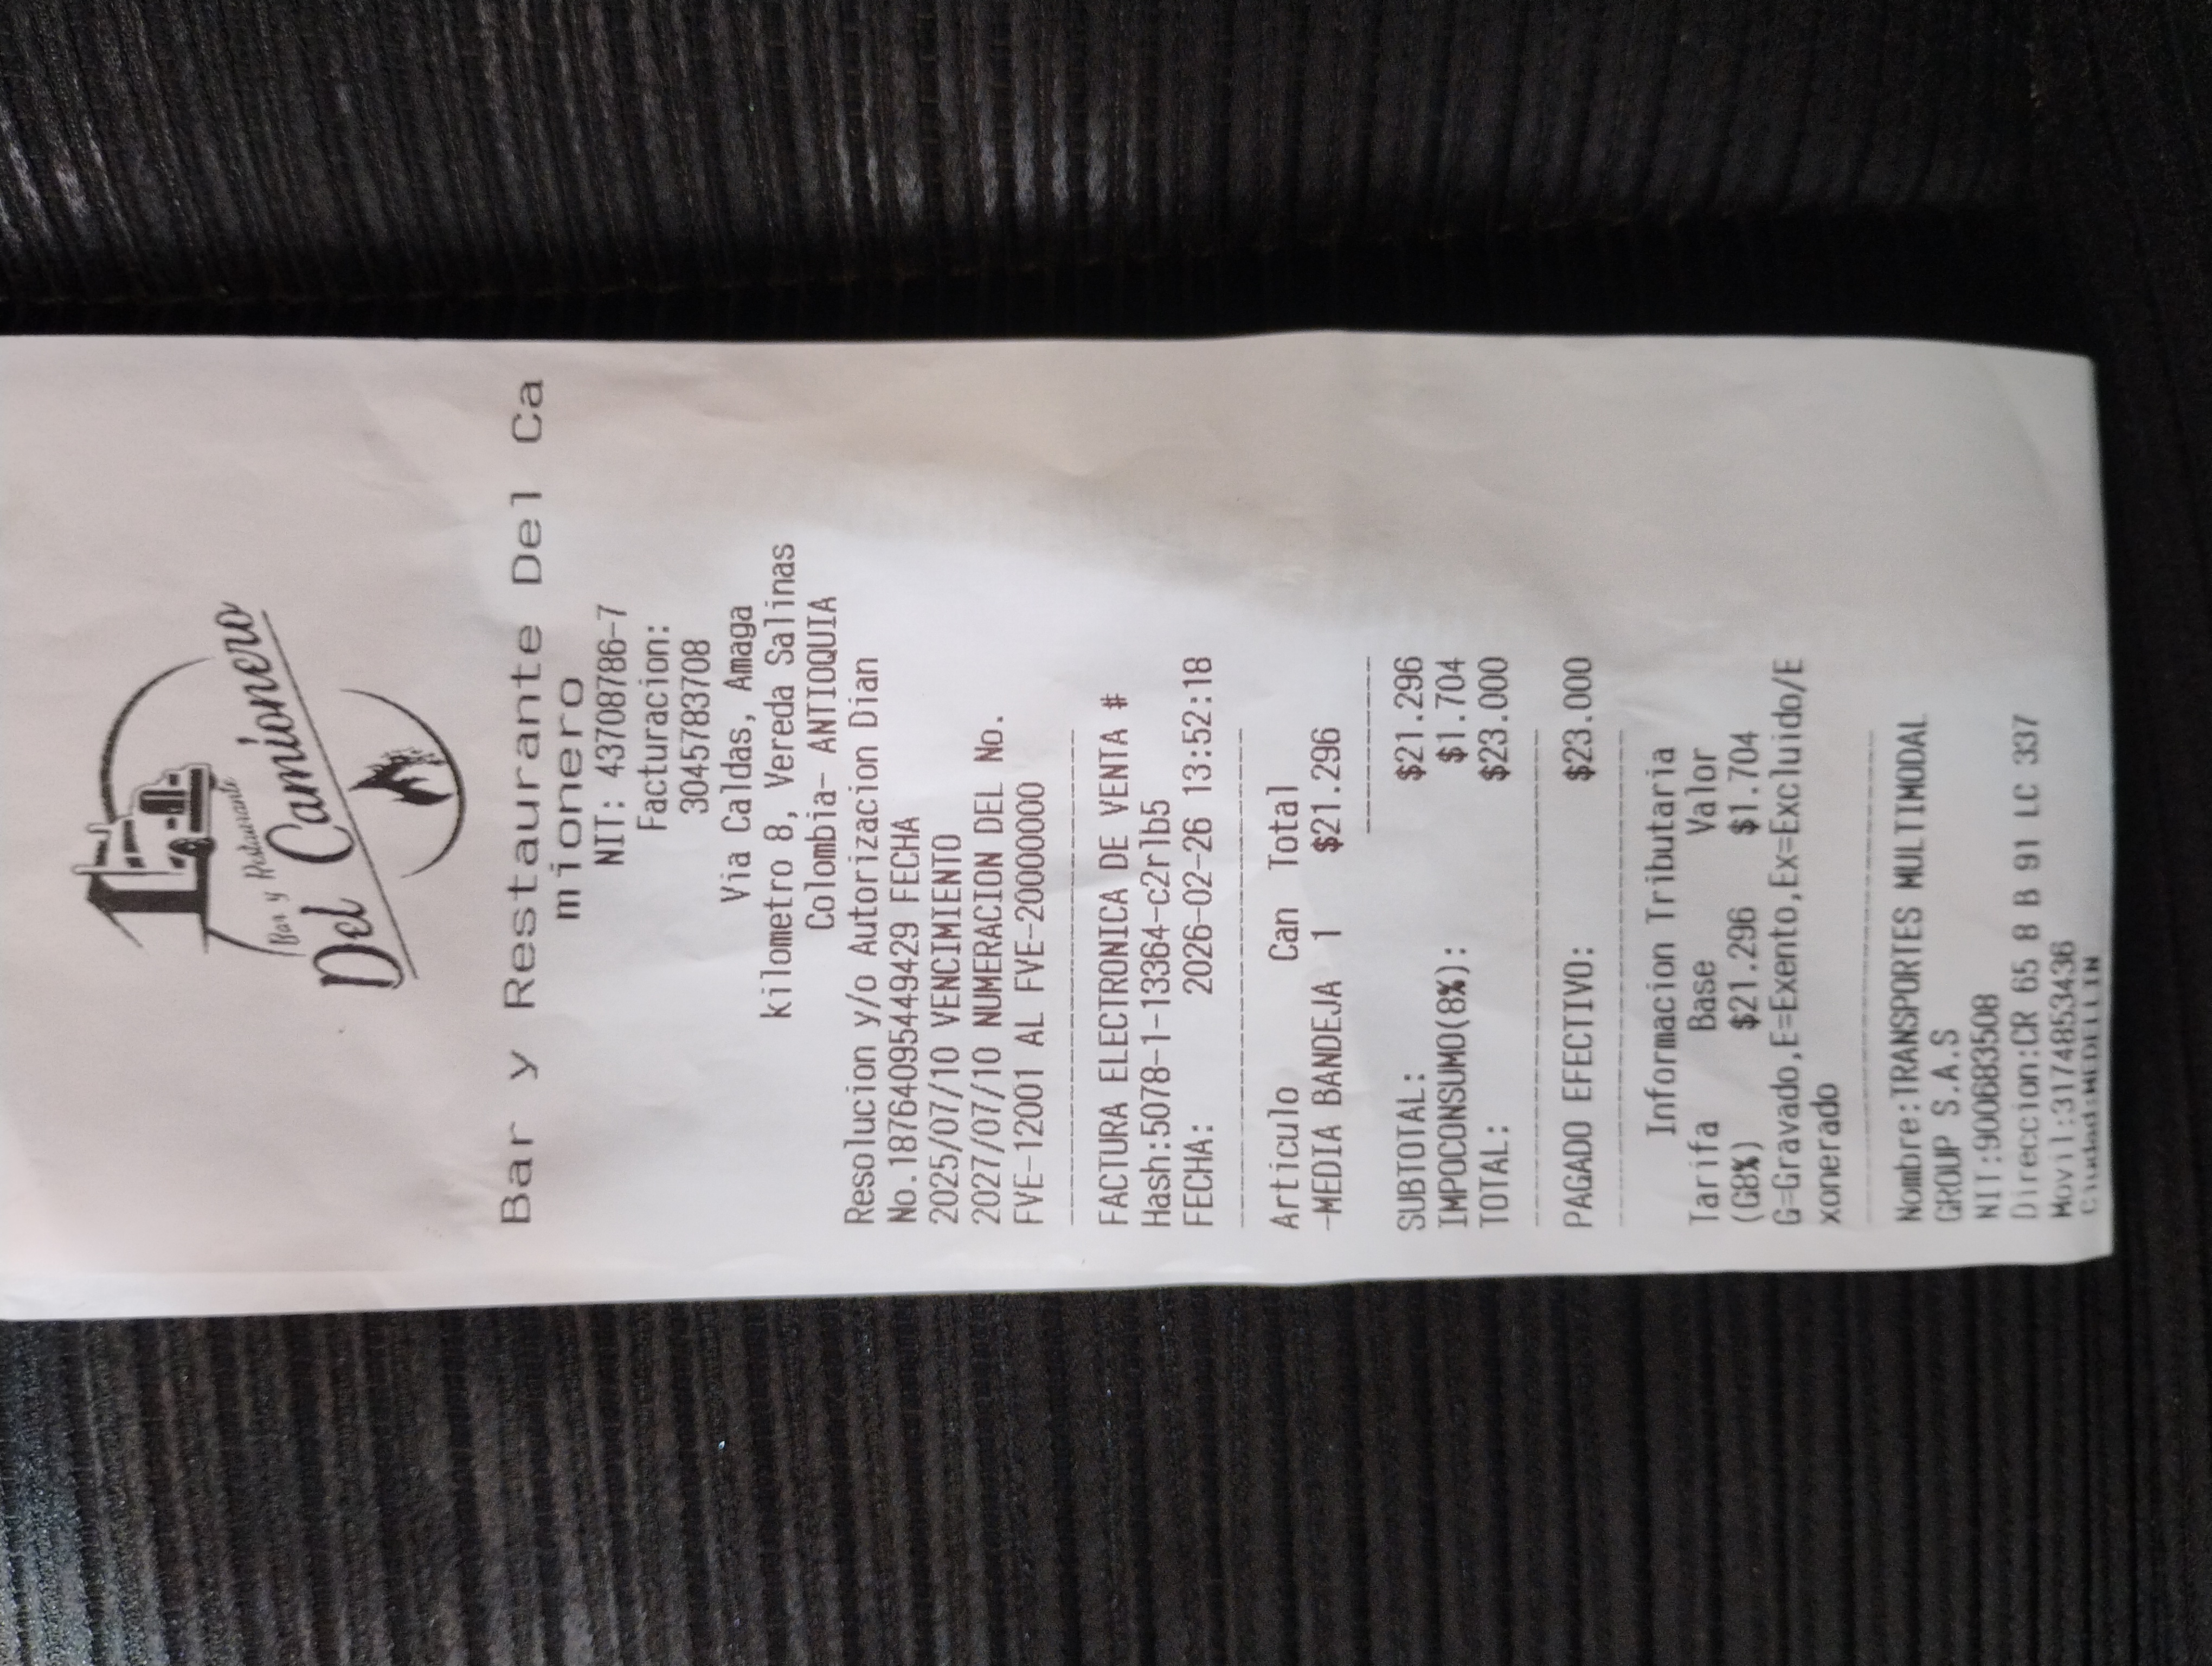 Bar y Restaurante
Del Camionero
Bar y Restaurante Del Ca
mionero
NIT: 43708786-7
Facturacion:
3045783708
Via Caldas, Amaga
kilometro 8, Vereda Salinas
Colombia- ANTIOQUIA
Resolucion y/o Autorizacion Dian
No.18764095449429 FECHA
2025/07/10 VENCIMIENTO
2027/07/10 NUMERACION DEL No.
FVE-12001 AL FVE-20000000
FACTURA ELECTRONICA DE VENTA #
Hash:5078-1-13364-c2rlb5
FECHA: 2026-02-26 13:52:18
Articulo Can Total
-MEDIA BANDEJA 1 $21.296
SUBTOTAL: $21.296
IMPOCONSUMO(8%): $1.704
TOTAL: $23.000
PAGADO EFECTIVO: $23.000
Informacion Tributaria
Tarifa Base Valor
(G8%) $21.296 $1.704
G=Gravado,E=Exento,Ex=Excluido/E
xonerado
Nombre:TRANSPORTES MULTIMODAL
GROUP S.A.S
NIT:900683508
Direccion:CR 65 8 B 91 LC 337
Movil:3174853436
Ciudad:MEDELLIN